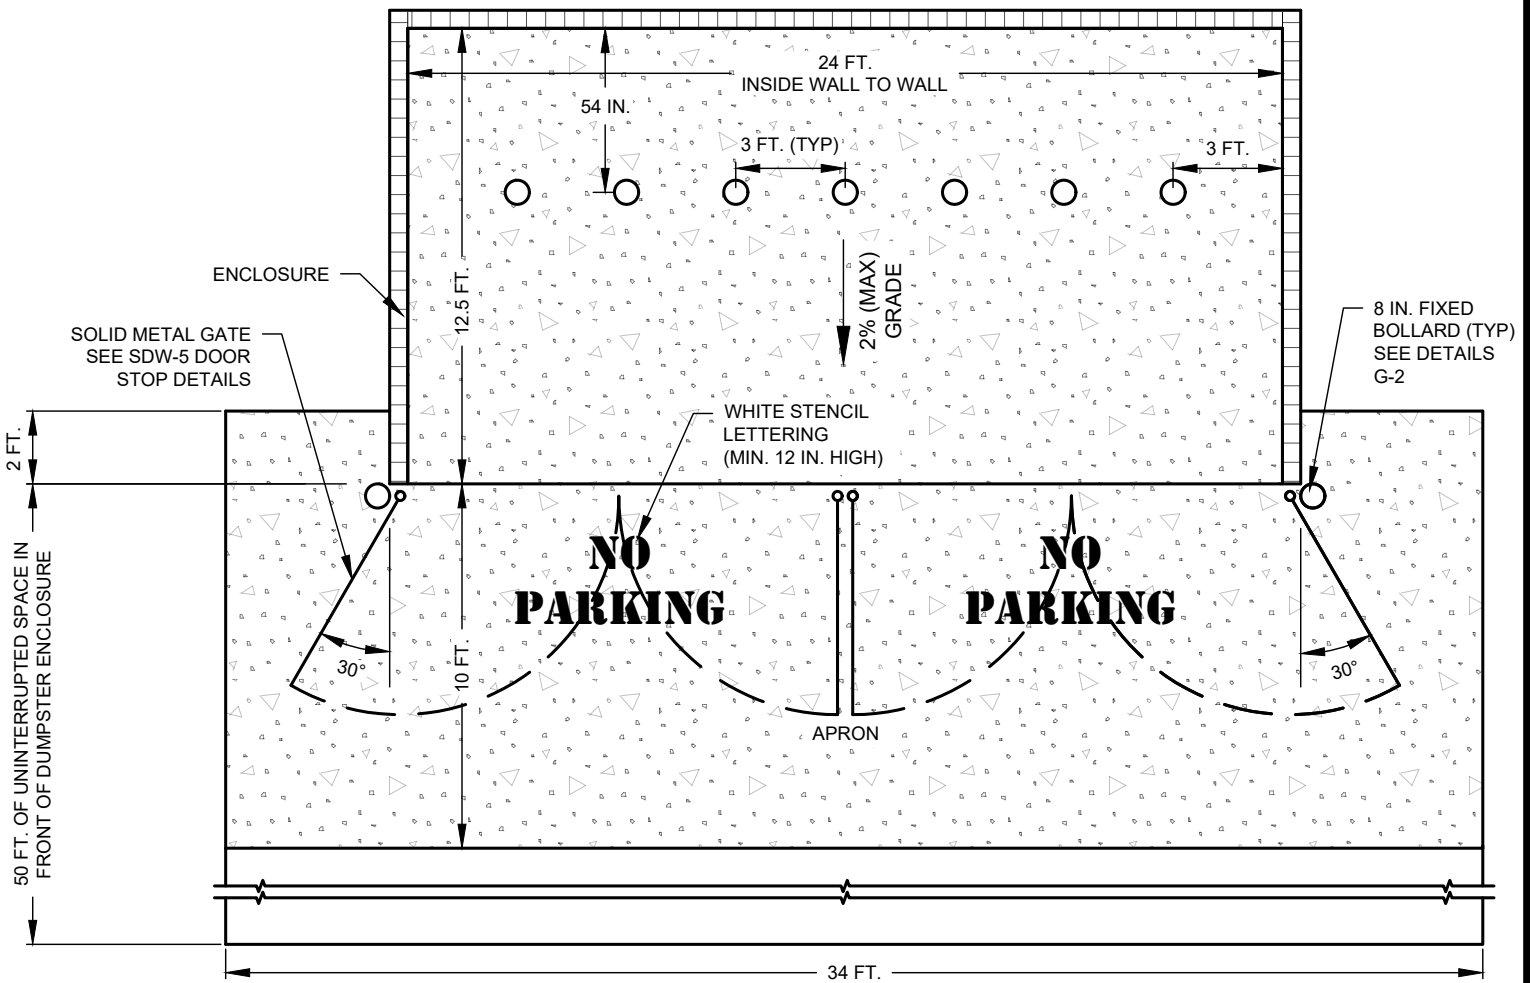 24 FT.
INSIDE WALL TO WALL
54 IN.
3 FT. (TYP)
3 FT.
ENCLOSURE
12.5 FT.
2% (MAX)
GRADE
8 IN. FIXED
BOLLARD (TYP)
SEE DETAILS
G-2
SOLID METAL GATE
SEE SDW-5 DOOR
STOP DETAILS
WHITE STENCIL
LETTERING
(MIN. 12 IN. HIGH)
2 FT.
50 FT. OF UNINTERRUPTED SPACE IN
FRONT OF DUMPSTER ENCLOSURE
NO
PARKING
NO
PARKING
30°
10 FT.
30°
APRON
34 FT.